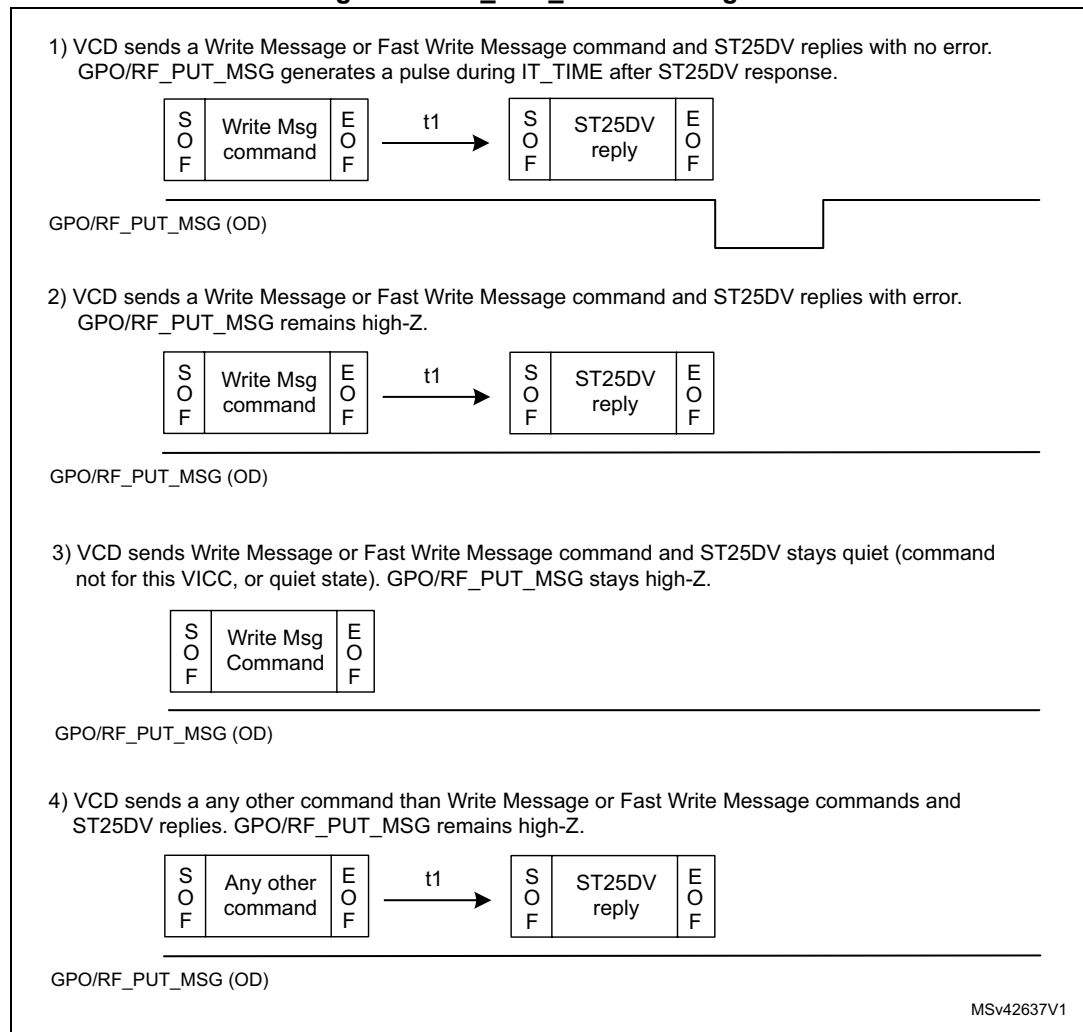 1) VCD sends a Write Message or Fast Write Message command and ST25DV replies with no error.
GPO/RF_PUT_MSG generates a pulse during IT_TIME after ST25DV response.
S O F
Write Msg command
E O F
t1
S O F
ST25DV reply
E O F
GPO/RF_PUT_MSG (OD)
2) VCD sends a Write Message or Fast Write Message command and ST25DV replies with error.
GPO/RF_PUT_MSG remains high-Z.
S O F
Write Msg command
E O F
t1
S O F
ST25DV reply
E O F
GPO/RF_PUT_MSG (OD)
3) VCD sends Write Message or Fast Write Message command and ST25DV stays quiet (command
not for this VICC, or quiet state). GPO/RF_PUT_MSG stays high-Z.
S O F
Write Msg Command
E O F
GPO/RF_PUT_MSG (OD)
4) VCD sends a any other command than Write Message or Fast Write Message commands and
ST25DV replies. GPO/RF_PUT_MSG remains high-Z.
S O F
Any other command
E O F
t1
S O F
ST25DV reply
E O F
GPO/RF_PUT_MSG (OD)
MSv42637V1